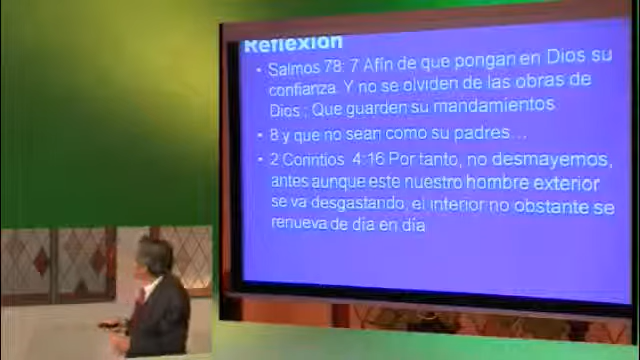 Reflexión
• Salmos 78: 7 Afín de que pongan en Dios su
confianza. Y no se olviden de las obras de
Dios ; Que guarden su mandamientos
• 8 y que no sean como su padres…
• 2 Corintios 4:16 Por tanto, no desmayemos,
antes aunque este nuestro hombre exterior
se va desgastando, el interior no obstante se
renueva de dia en día